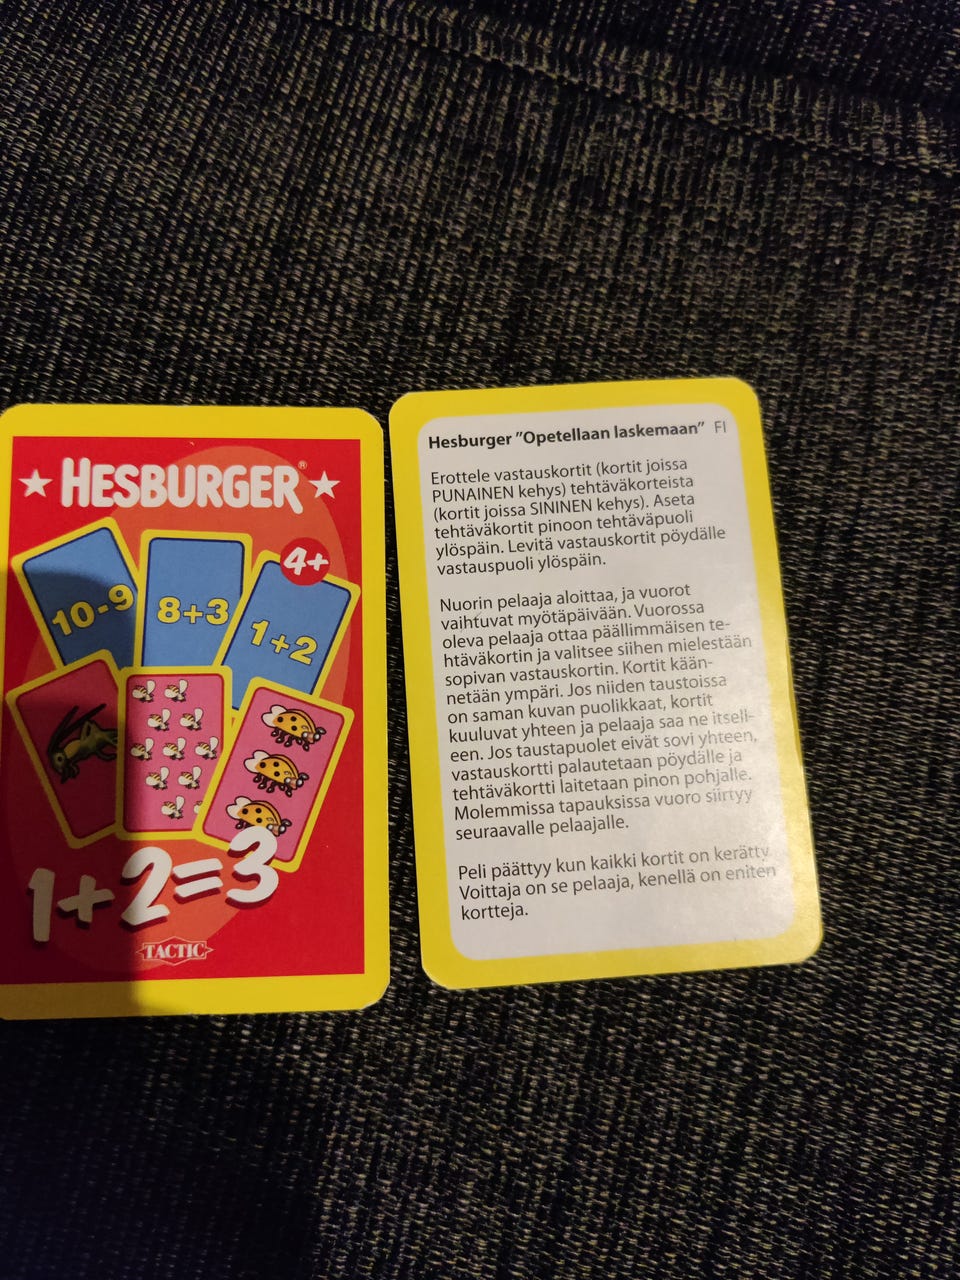 HESBURGER®
4+
10-9
8+3
1+2
1+2=3
TACTIC
Hesburger ”Opetellaan laskemaan” FI
Erottele vastauskortit (kortit joissa
PUNAINEN kehys) tehtäväkorteista
(kortit joissa SININEN kehys). Aseta
tehtäväkortit pinoon tehtäväpuoli
ylöspäin. Levitä vastauskortit pöydälle
vastauspuoli ylöspäin.
Nuorin pelaaja aloittaa, ja vuorot
vaihtuvat myötäpäivään. Vuorossa
oleva pelaaja ottaa päällimmäisen te-
htäväkortin ja valitsee siihen mielestään
sopivan vastauskortin. Kortit kään-
netään ympäri. Jos niiden taustoissa
on saman kuvan puolikkaat, kortit
kuuluvat yhteen ja pelaaja saa ne itsell-
een. Jos taustapuolet eivät sovi yhteen,
vastauskortti palautetaan pöydälle ja
tehtäväkortti laitetaan pinon pohjalle.
Molemmissa tapauksissa vuoro siirtyy
seuraavalle pelaajalle.
Peli päättyy kun kaikki kortit on kerätty.
Voittaja on se pelaaja, kenellä on eniten
kortteja.